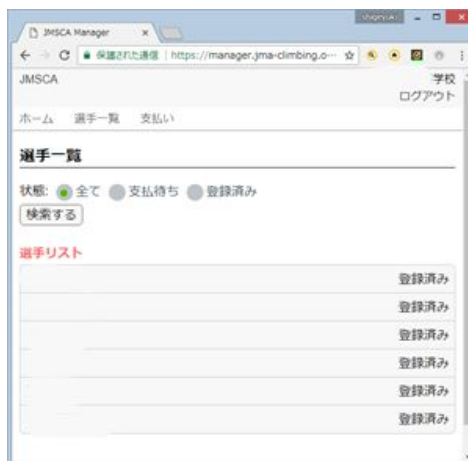 JMSCA Manager
保護された通信 | https://manager.jma-climbing.o…
JMSCA
学校
ログアウト
ホーム 選手一覧 支払い
選手一覧
状態: 全て 支払待ち 登録済み
検索する
選手リスト
登録済み
登録済み
登録済み
登録済み
登録済み
登録済み